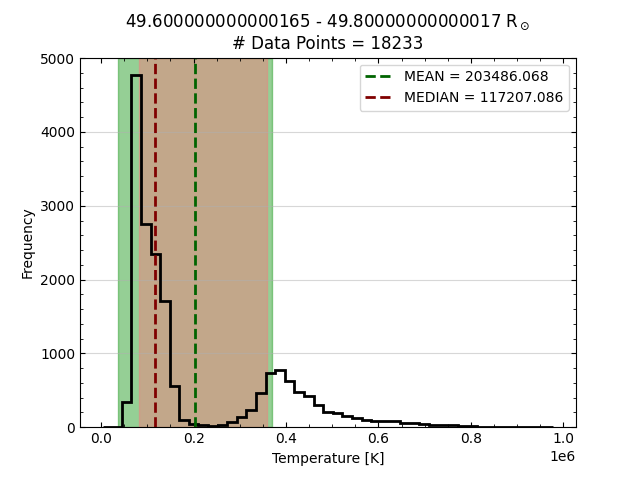 49.600000000000165 - 49.80000000000017 R⊙
# Data Points = 18233
MEAN = 203486.068
MEDIAN = 117207.086
5000
4000
3000
2000
1000
0
Frequency
0.0 0.2 0.4 0.6 0.8 1.0
1e6
Temperature [K]